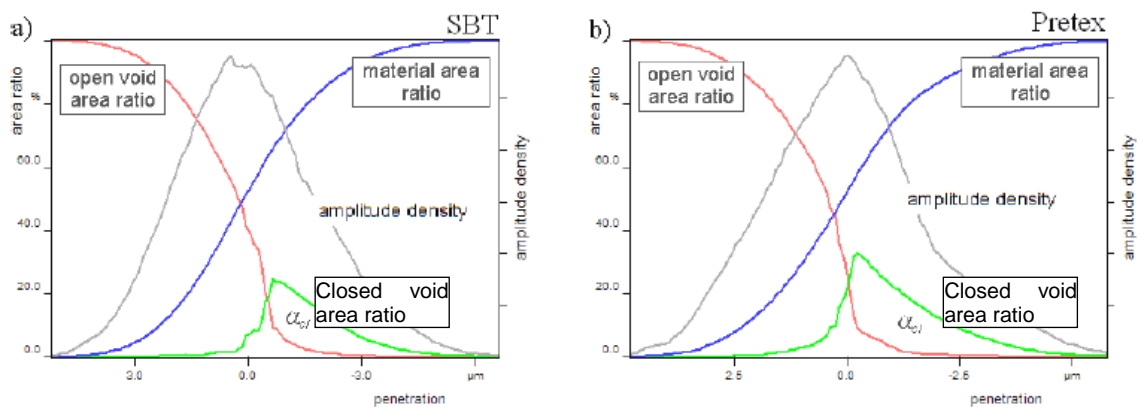 a)
SBT
area ratio
%
60.0
40.0
20.0
0.0
open void
area ratio
material area
ratio
amplitude density
Closed void
area ratio
αcl
amplitude density
3.0
0.0
-3.0
µm
penetration
b)
Pretex
area ratio
%
60.0
40.0
20.0
0.0
open void
area ratio
material area
ratio
amplitude density
Closed void
area ratio
αcl
amplitude density
2.5
0.0
-2.5
µm
penetration